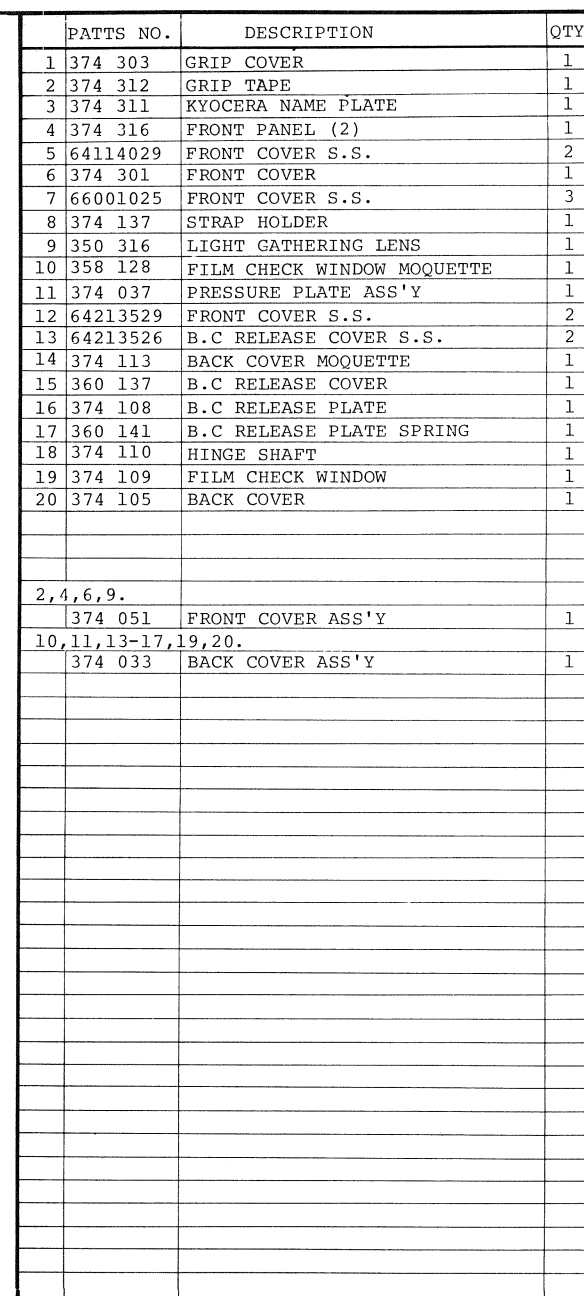 PATTS NO. DESCRIPTION QTY
1 374 303 GRIP COVER 1
2 374 312 GRIP TAPE 1
3 374 311 KYOCERA NAME PLATE 1
4 374 316 FRONT PANEL (2) 1
5 64114029 FRONT COVER S.S. 2
6 374 301 FRONT COVER 1
7 66001025 FRONT COVER S.S. 3
8 374 137 STRAP HOLDER 1
9 350 316 LIGHT GATHERING LENS 1
10 358 128 FILM CHECK WINDOW MOQUETTE 1
11 374 037 PRESSURE PLATE ASS'Y 1
12 64213529 FRONT COVER S.S. 2
13 64213526 B.C RELEASE COVER S.S. 2
14 374 113 BACK COVER MOQUETTE 1
15 360 137 B.C RELEASE COVER 1
16 374 108 B.C RELEASE PLATE 1
17 360 141 B.C RELEASE PLATE SPRING 1
18 374 110 HINGE SHAFT 1
19 374 109 FILM CHECK WINDOW 1
20 374 105 BACK COVER 1
2,4,6,9.
374 051 FRONT COVER ASS'Y 1
10,11,13-17,19,20.
374 033 BACK COVER ASS'Y 1